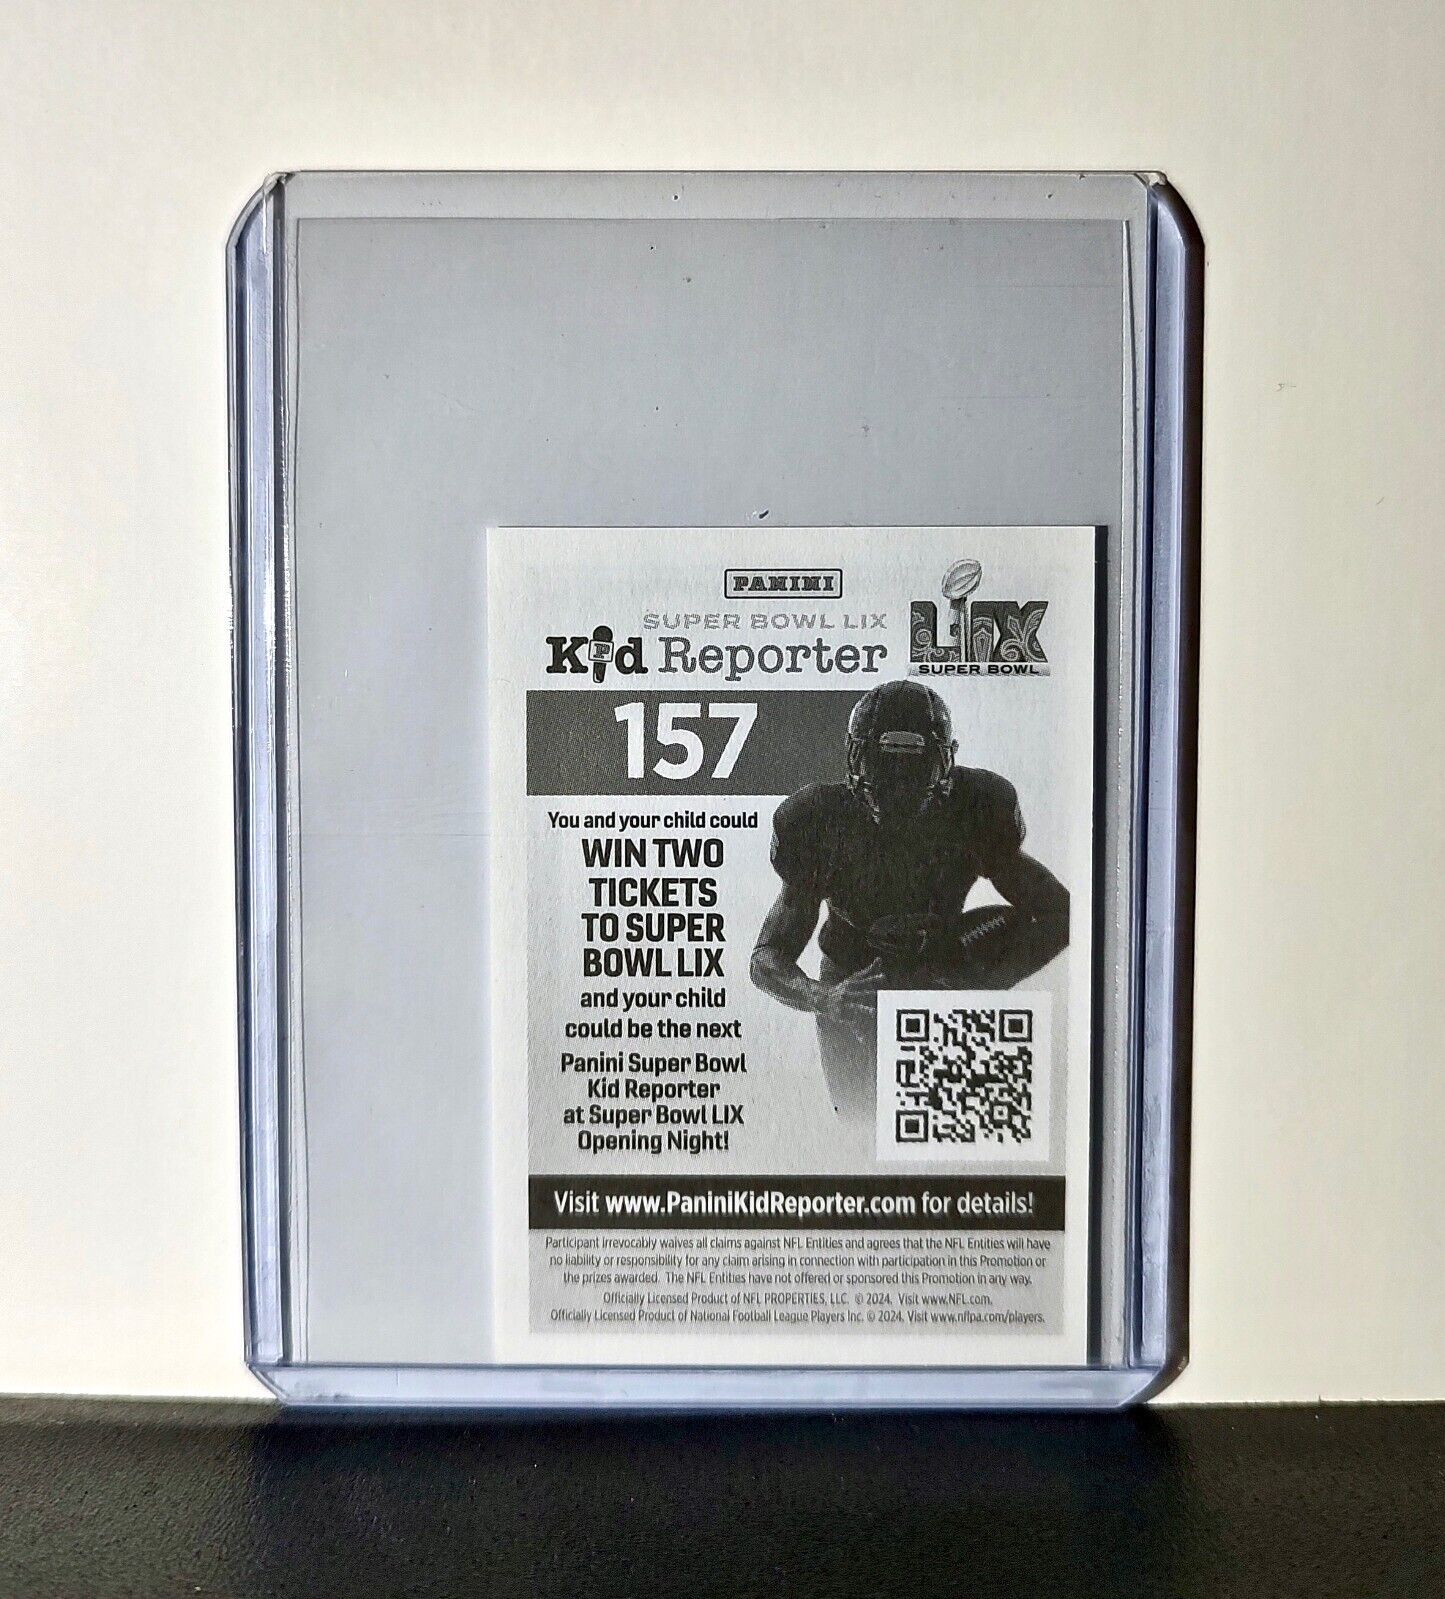 PANINI
SUPER BOWL LIX
Kid Reporter
LIX
SUPER BOWL
157
You and your child could
WIN TWO
TICKETS
TO SUPER
BOWL LIX
and your child
could be the next
Panini Super Bowl
Kid Reporter
at Super Bowl LIX
Opening Night!
Visit www.PaniniKidReporter.com for details!
Participant irrevocably waives all claims against NFL Entities and agrees that the NFL Entities will have
no liability or responsibility for any claim arising in connection with participation in this Promotion or
the prizes awarded. The NFL Entities have not offered or sponsored this Promotion in any way.
Officially Licensed Product of NFL PROPERTIES, LLC. © 2024. Visit www.NFL.com.
Officially Licensed Product of National Football League Players Inc. © 2024. Visit www.nflpa.com/players.